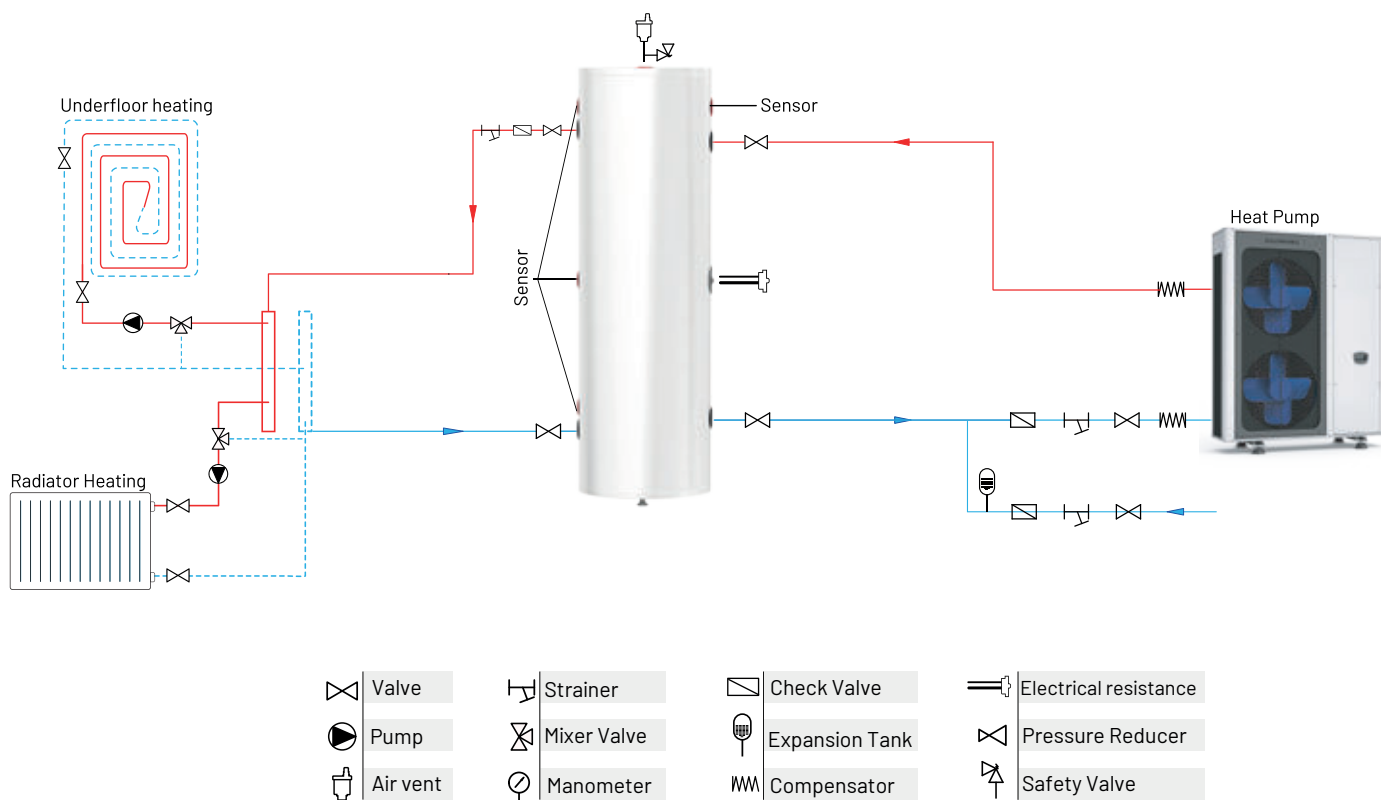 Underfloor heating
Sensor
Heat Pump
Sensor
Radiator Heating
Valve
Strainer
Check Valve
Electrical resistance
Pump
Mixer Valve
Expansion Tank
Pressure Reducer
Air vent
Manometer
Compensator
Safety Valve